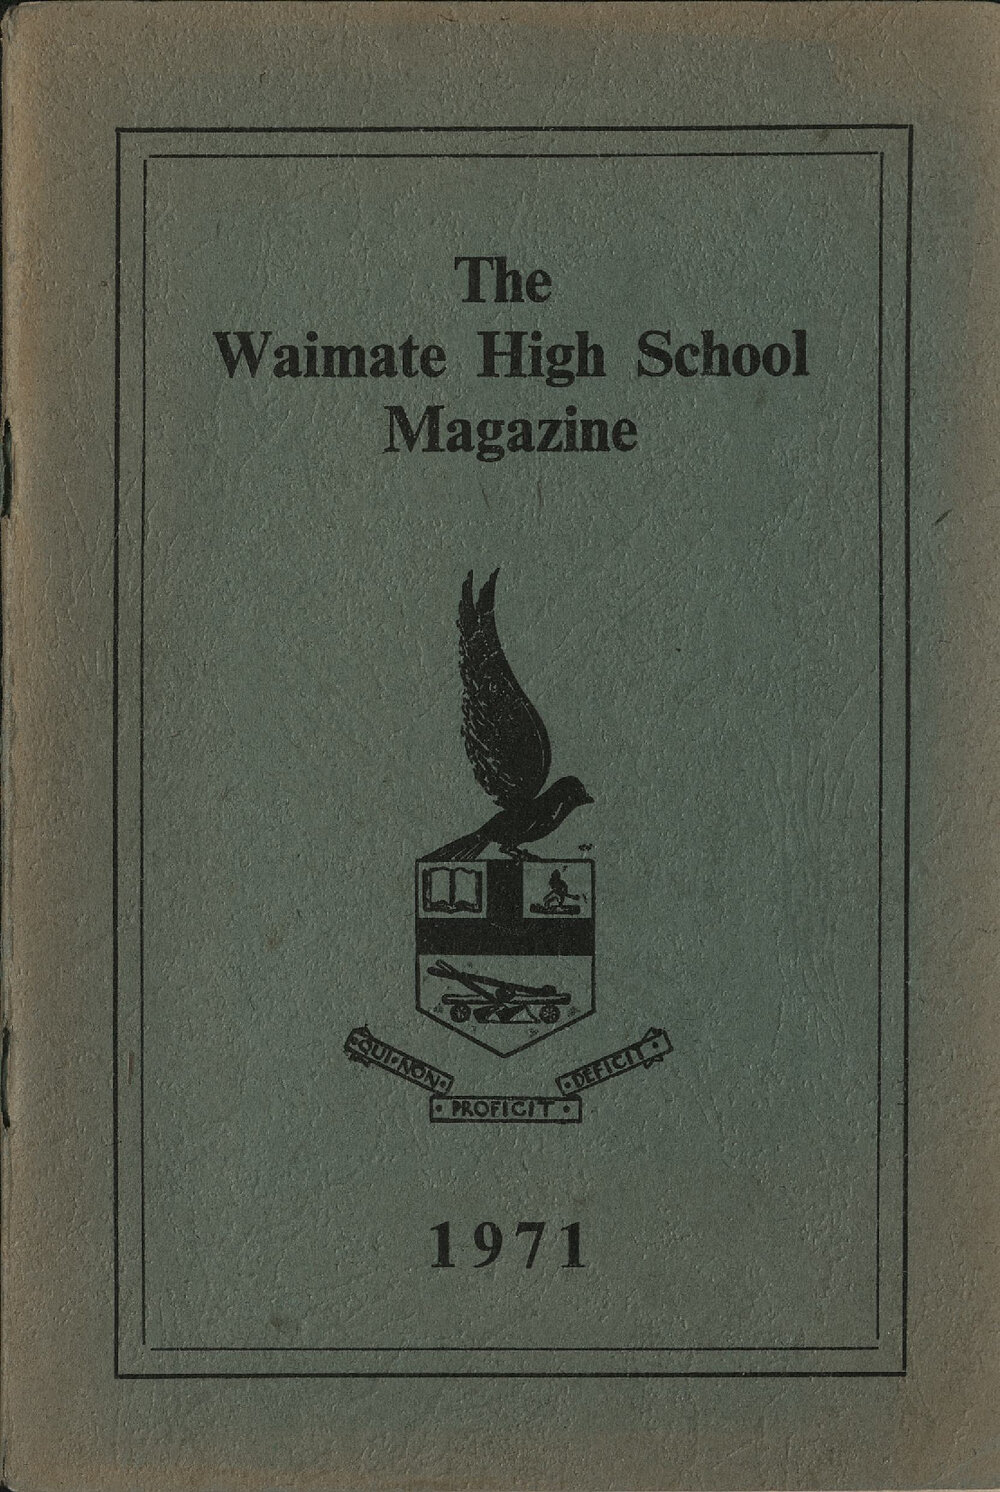 The
Waimate High School
Magazine
QUI·NON·
· PROFICIT ·
·DEFICIT·
1971